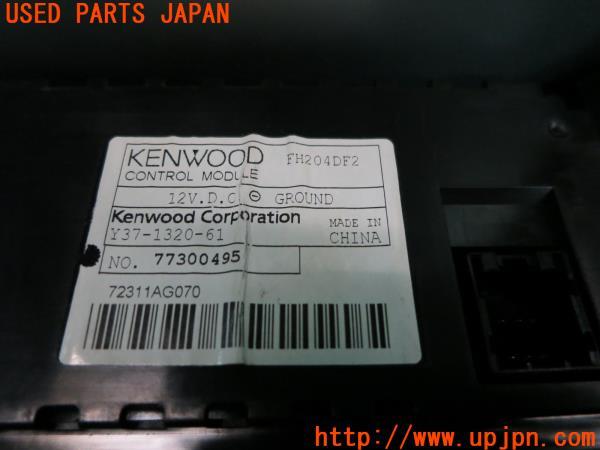 USED PARTS JAPAN
KENWOOD FH204DF2
CONTROL MODULE
12V.D.C ⊖ GROUND
Kenwood Corporation
Y37-1320-61
MADE IN
CHINA
NO. 77300495
72311AG070
http://www.upjpn.com